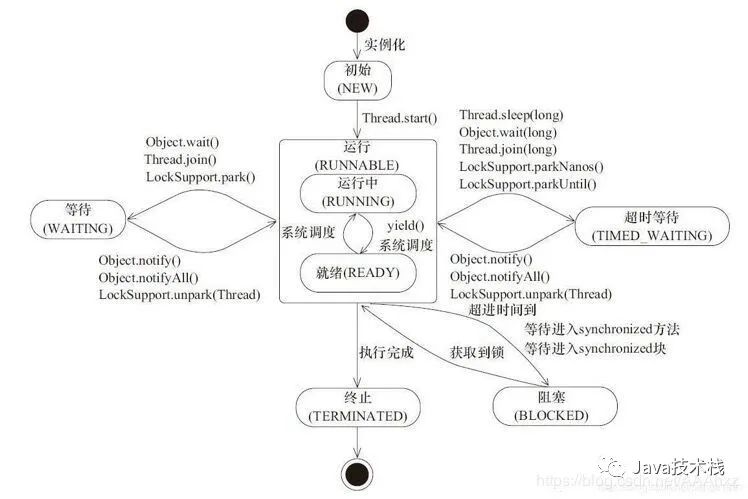 实例化
初始
(NEW)
Thread.start()
Object.wait()
Thread.join()
LockSupport.park()
Thread.sleep(long)
Object.wait(long)
Thread.join(long)
LockSupport.parkNanos()
LockSupport.parkUntil()
运行
(RUNNABLE)
运行中
(RUNNING)
等待
(WAITING)
系统调度
yield()
系统调度
超时等待
(TIMED_WAITING)
就绪(READY)
Object.notify()
Object.notifyAll()
LockSupport.unpark(Thread)
Object.notify()
Object.notifyAll()
LockSupport.unpark(Thread)
超进时间到
等待进入synchronized方法
等待进入synchronized块
执行完成
获取到锁
终止
(TERMINATED)
阻塞
(BLOCKED)
Java技术栈